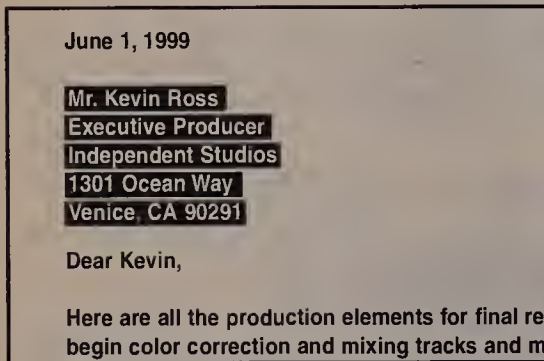 June 1, 1999
Mr. Kevin Ross
Executive Producer
Independent Studios
1301 Ocean Way
Venice, CA 90291
Dear Kevin,
Here are all the production elements for final re
begin color correction and mixing tracks and m